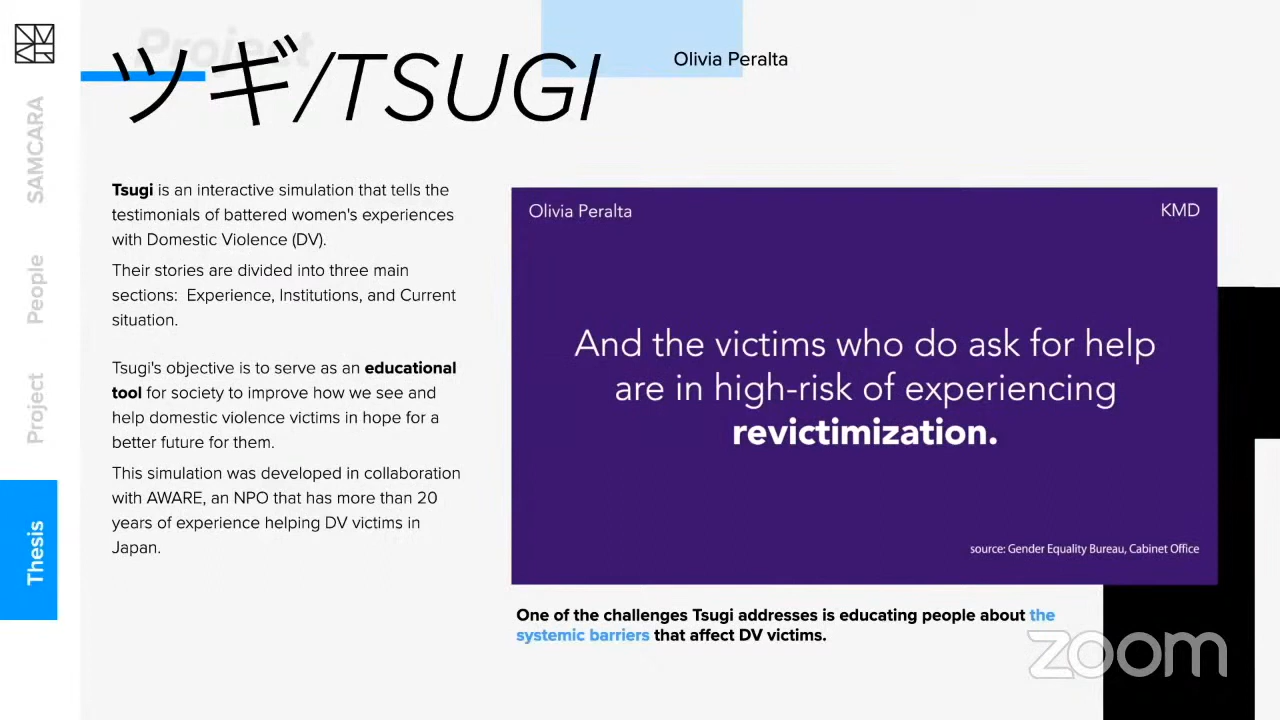 Project
ツギ/TSUGI
Olivia Peralta
SAMCARA
People
Project
Thesis
Tsugi is an interactive simulation that tells the
testimonials of battered women's experiences
with Domestic Violence (DV).
Their stories are divided into three main
sections: Experience, Institutions, and Current
situation.
Tsugi's objective is to serve as an educational
tool for society to improve how we see and
help domestic violence victims in hope for a
better future for them.
This simulation was developed in collaboration
with AWARE, an NPO that has more than 20
years of experience helping DV victims in
Japan.
Olivia Peralta
KMD
And the victims who do ask for help
are in high-risk of experiencing
revictimization.
source: Gender Equality Bureau, Cabinet Office
One of the challenges Tsugi addresses is educating people about the
systemic barriers that affect DV victims.
zoom